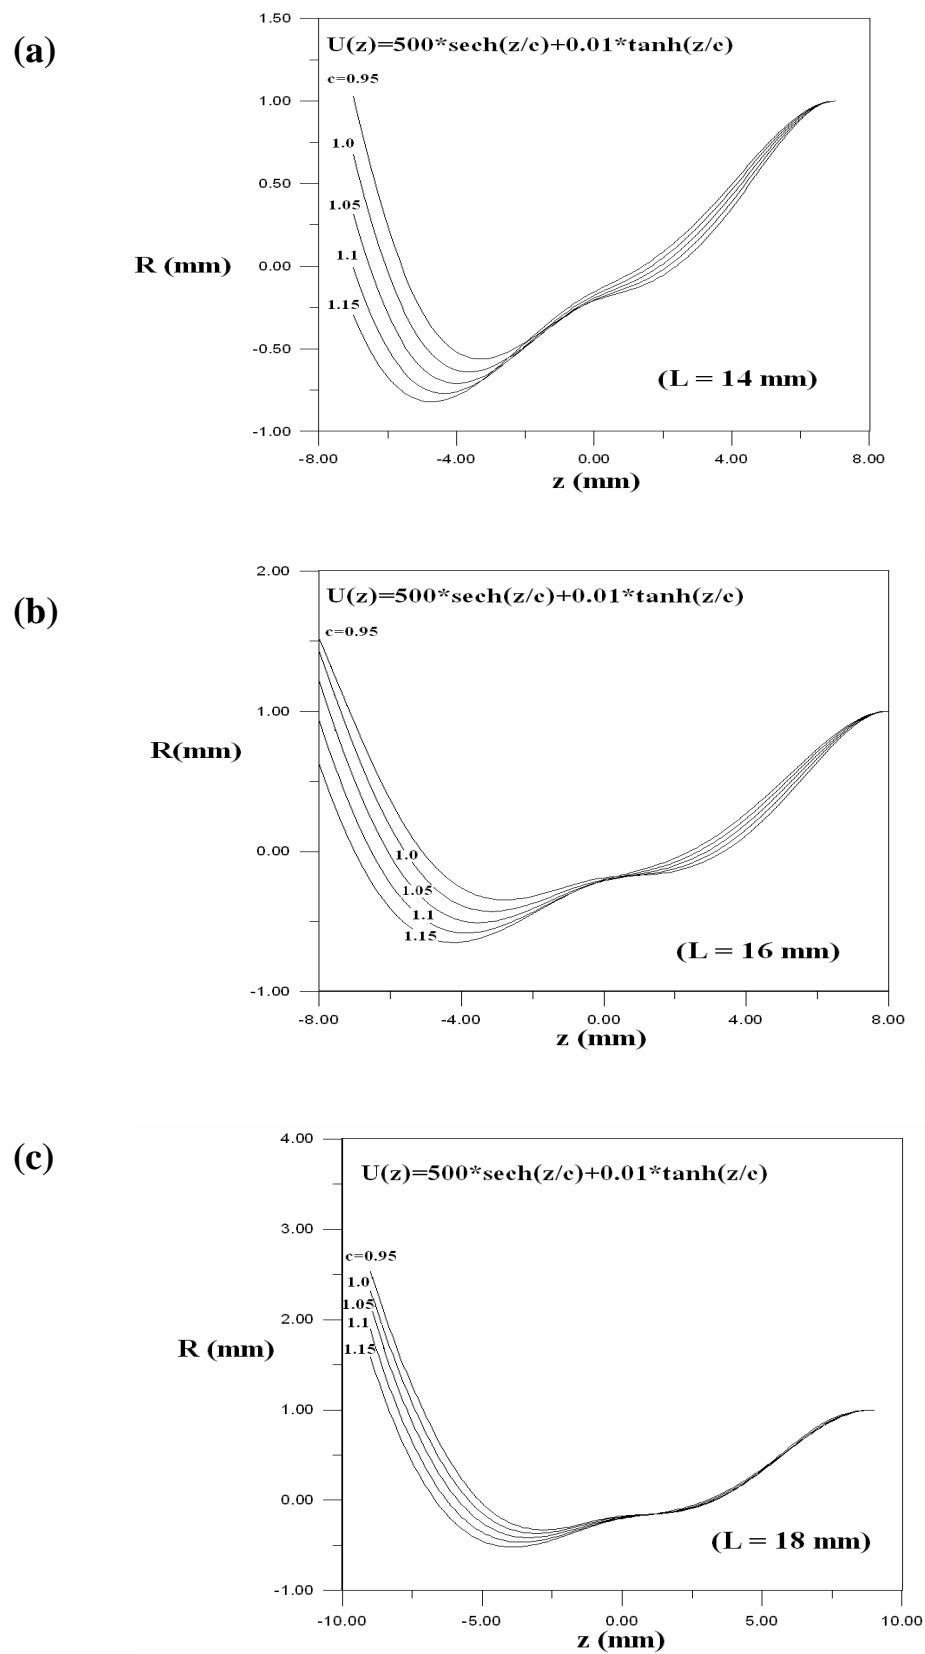 (a)
1.50
U(z)=500*sech(z/c)+0.01*tanh(z/c)
c=0.95
1.00
1.0
0.50
1.05
1.1
R (mm)
0.00
1.15
-0.50
(L = 14 mm)
-1.00
-8.00 -4.00 0.00 4.00 8.00
z (mm)
(b)
2.00
U(z)=500*sech(z/c)+0.01*tanh(z/c)
c=0.95
1.00
R(mm)
0.00
1.0
1.05
1.1
1.15
(L = 16 mm)
-1.00
-8.00 -4.00 0.00 4.00 8.00
z (mm)
(c)
4.00
U(z)=500*sech(z/c)+0.01*tanh(z/c)
3.00
c=0.95
1.0
1.05
2.00
1.1
R (mm)
1.15
1.00
0.00
(L = 18 mm)
-1.00
-10.00 -5.00 0.00 5.00 10.00
z (mm)